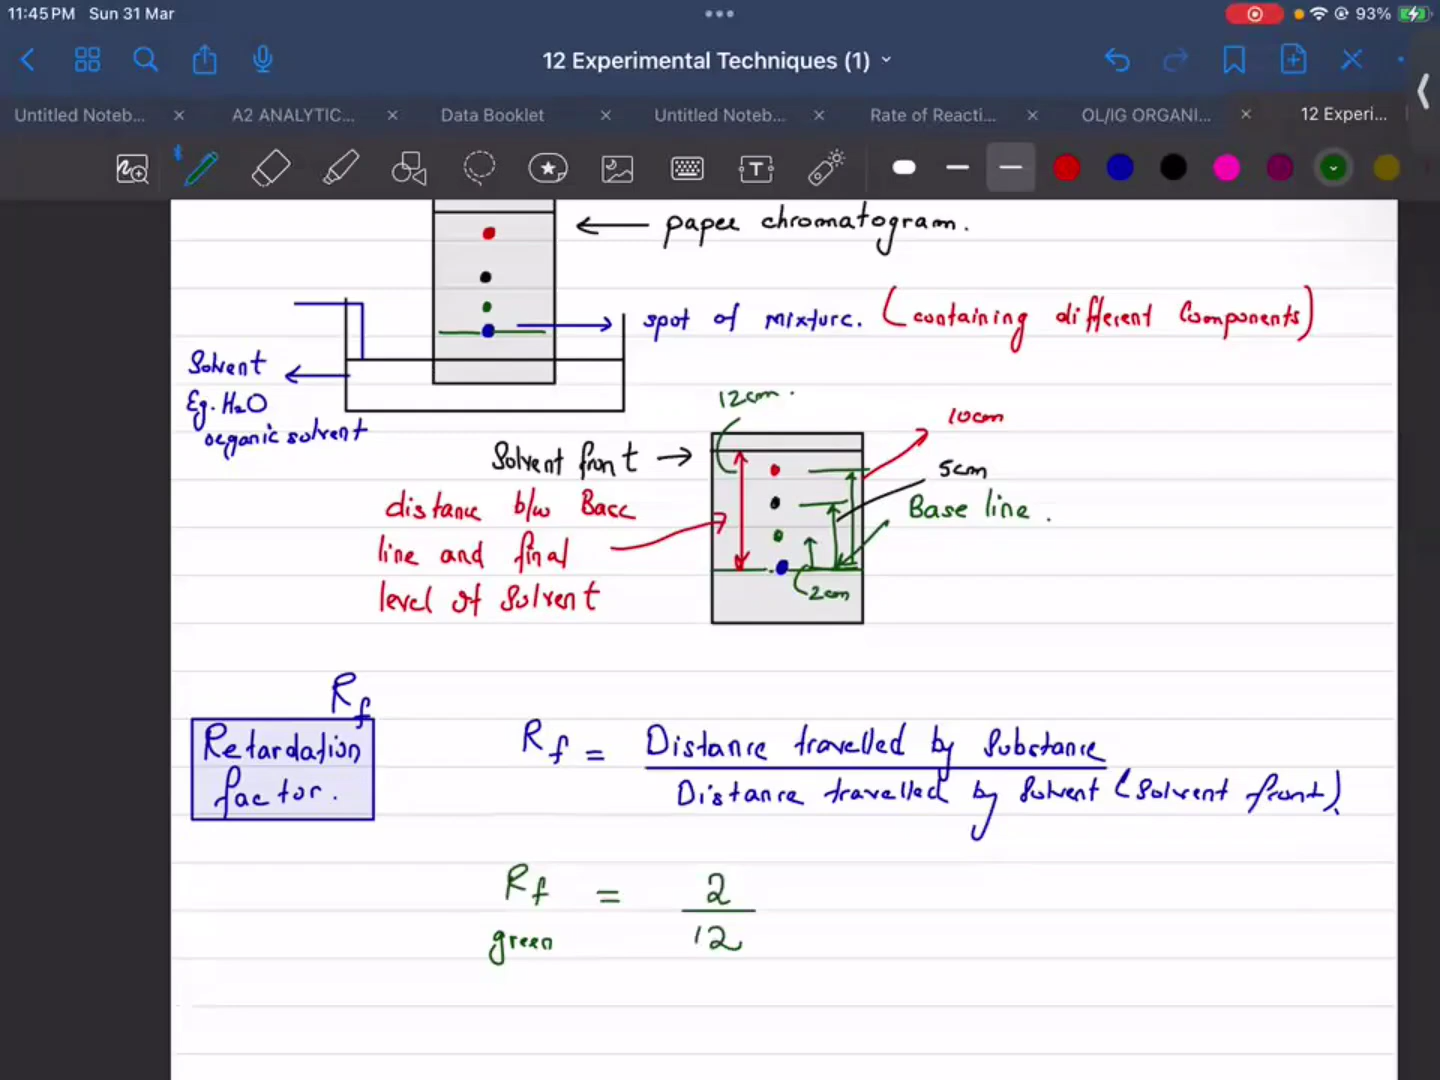 11:45 PM Sun 31 Mar
93%
12 Experimental Techniques (1)
Untitled Noteb...
A2 ANALYTIC...
Data Booklet
Untitled Noteb...
Rate of Reacti...
OL/IG ORGANI...
12 Experi...
paper chromatogram.
spot of mixture. (containing different Components)
Solvent
Eg. H₂O
organic solvent
12cm.
10cm
Solvent front →
5cm
Base line.
distance b/w Base
line and final
level of Solvent
2cm
Rf
Retardation
factor.
Rf = Distance travelled by Substance
Distance travelled by Solvent (Solvent front).
Rf = 2
green 12